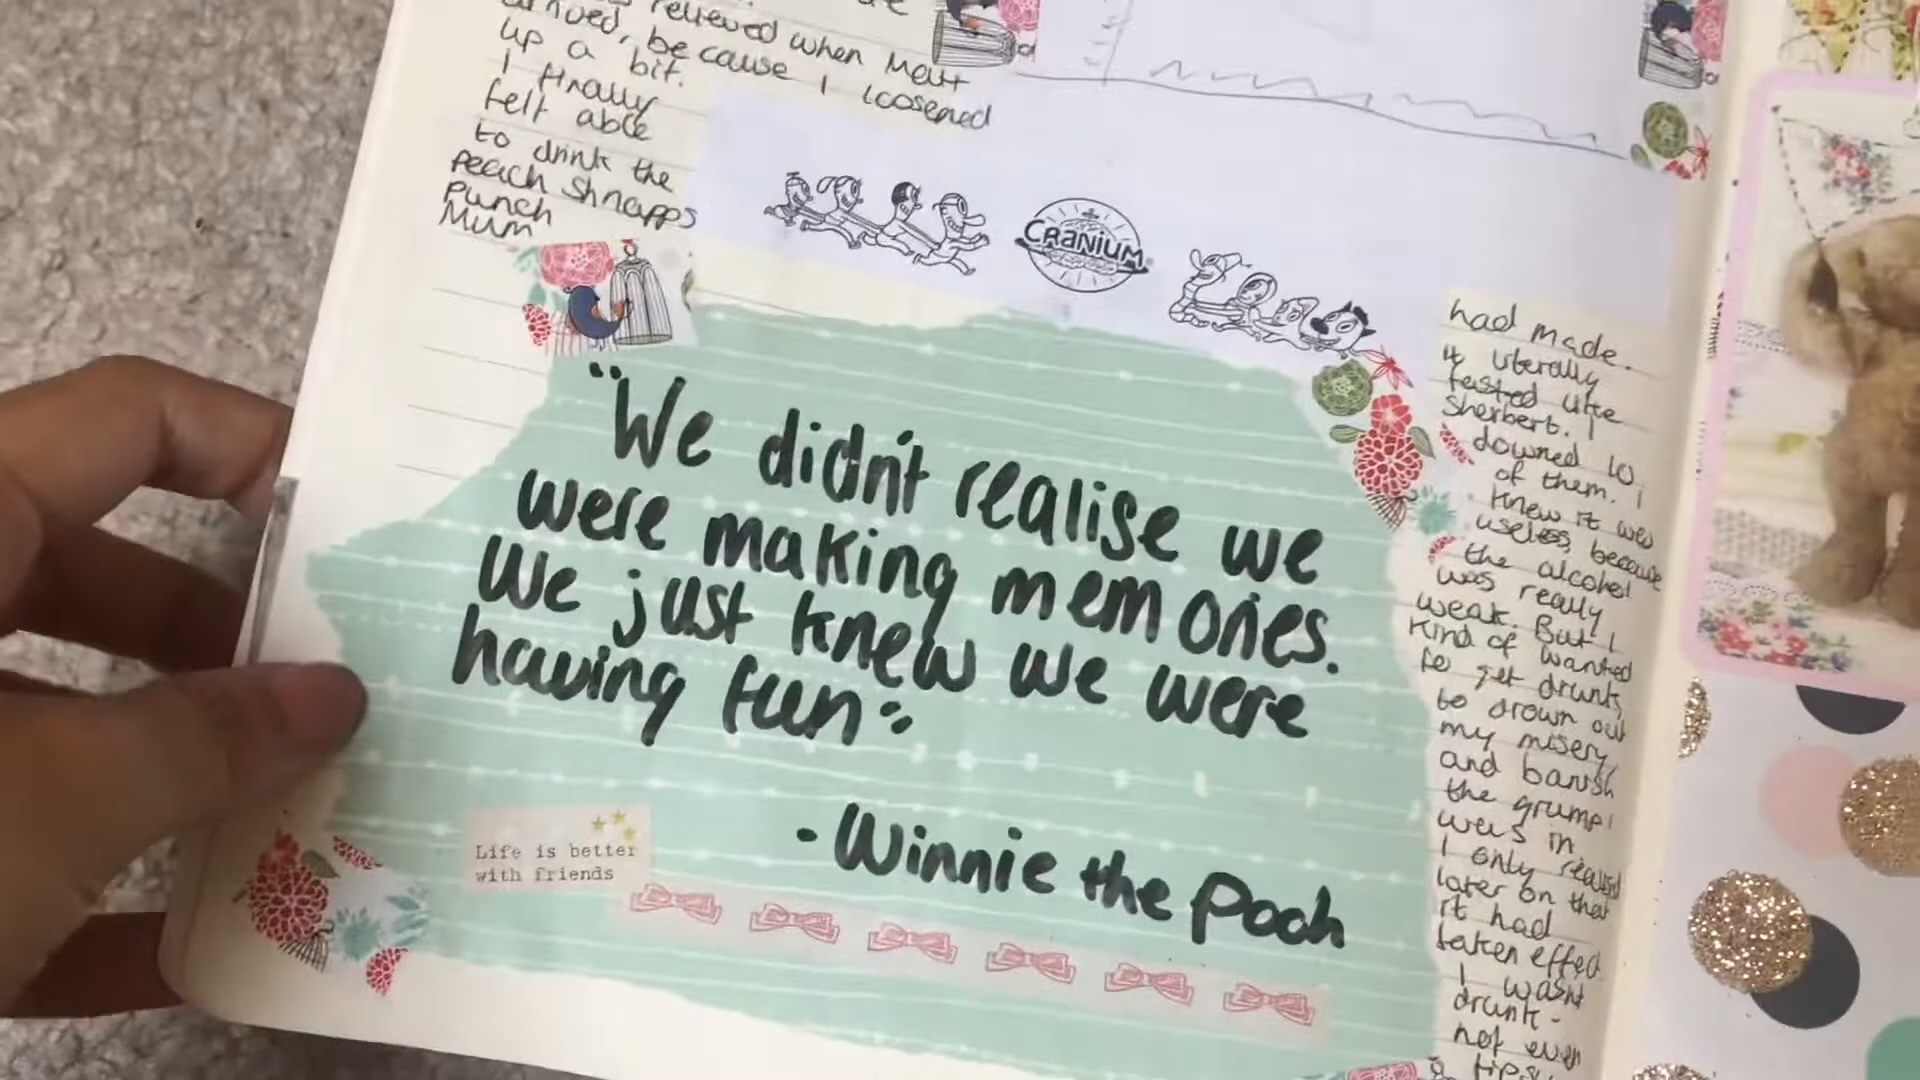 relieved when Matt
arrived, because I loosened
up a bit.
I finally
felt able
to drink the
peach shnapps
punch
Mum
CRANIUM
"We didn't realise we
were making memories.
We just knew we were
having fun"
- Winnie the Pooh
Life is better
with friends
had made.
It literally
tasted like
Sherbert. I
downed 10
of them. I
knew it was
useless, because
the alcohol
was really
weak. But I
kind of wanted
to get drunk,
to drown out
my misery,
and banish
the grump I
was in
I only realised
later on that
it had
taken effect
I wasn't
drunk-
not even
tipsy